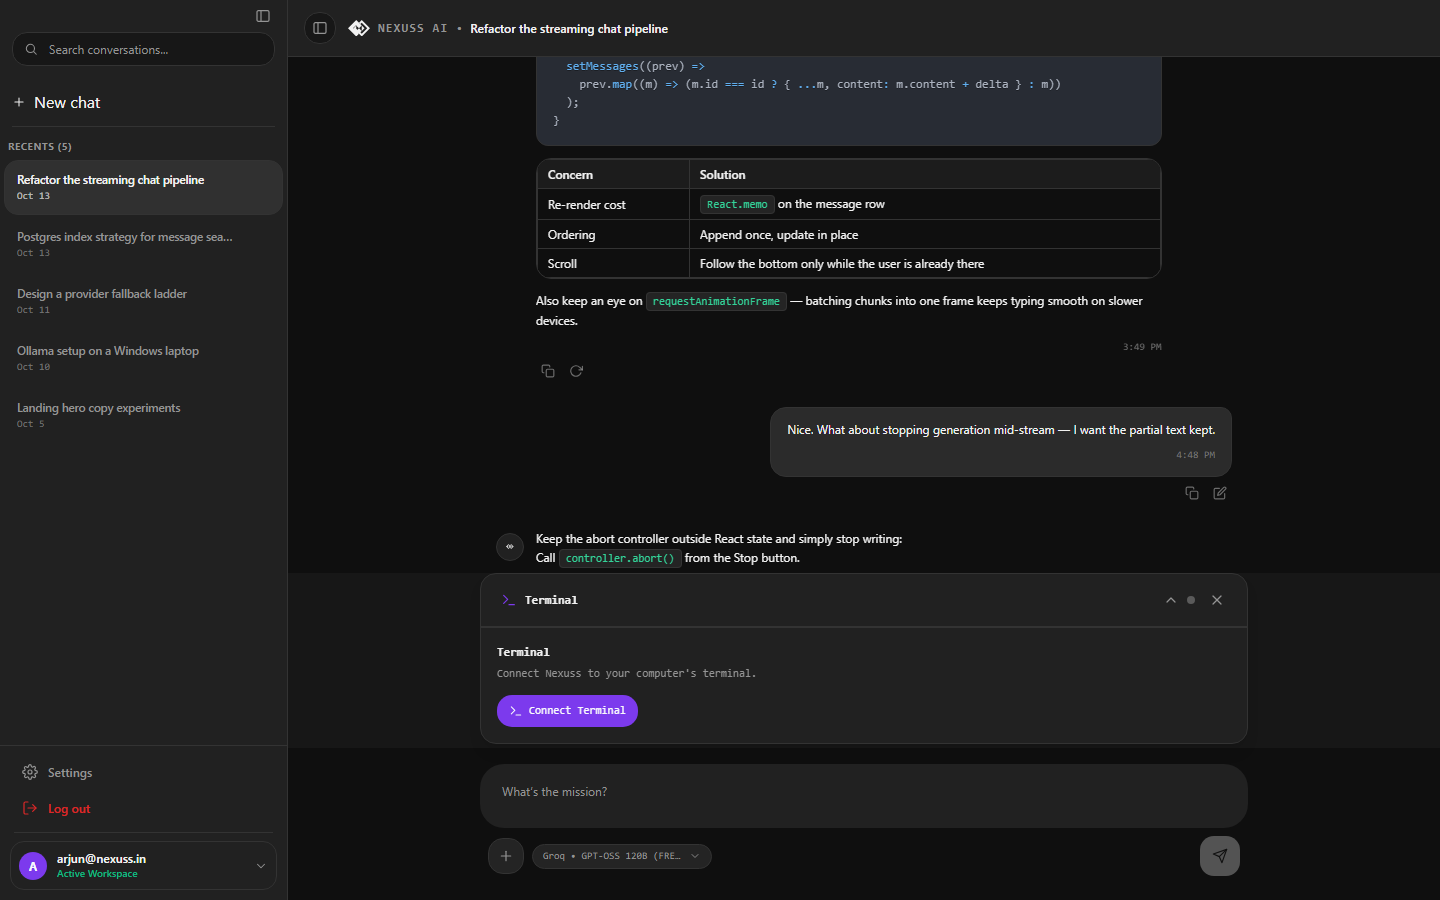 Search conversations...
+ New chat
RECENTS (5)
Refactor the streaming chat pipeline
Oct 13
Postgres index strategy for message sea...
Oct 13
Design a provider fallback ladder
Oct 11
Ollama setup on a Windows laptop
Oct 10
Landing hero copy experiments
Oct 5
Settings
Log out
A
arjun@nexuss.in
Active Workspace
NEXUSS AI • Refactor the streaming chat pipeline
setMessages((prev) =>
prev.map((m) => (m.id === id ? { ...m, content: m.content + delta } : m))
);
}
Concern Solution
Re-render cost React.memo on the message row
Ordering Append once, update in place
Scroll Follow the bottom only while the user is already there
Also keep an eye on requestAnimationFrame — batching chunks into one frame keeps typing smooth on slower
devices.
3:49 PM
Nice. What about stopping generation mid-stream — I want the partial text kept.
4:48 PM
Keep the abort controller outside React state and simply stop writing:
Call controller.abort() from the Stop button.
>_ Terminal
Terminal
Connect Nexuss to your computer's terminal.
>_ Connect Terminal
What's the mission?
Groq • GPT-OSS 120B (FRE…